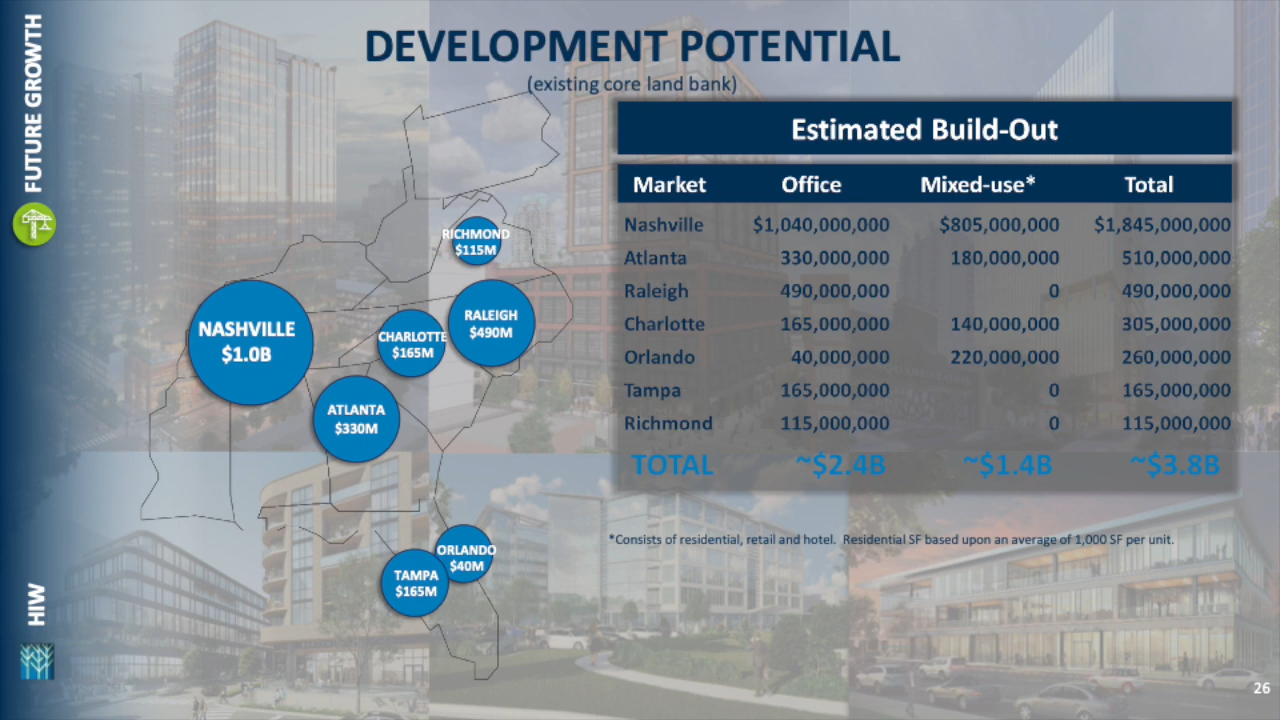 FUTURE GROWTH
HIW
DEVELOPMENT POTENTIAL
(existing core land bank)
RICHMOND
$115M
NASHVILLE
$1.0B
CHARLOTTE
$165M
RALEIGH
$490M
ATLANTA
$330M
ORLANDO
$40M
TAMPA
$165M
Estimated Build-Out
Market Office Mixed-use* Total
Nashville $1,040,000,000 $805,000,000 $1,845,000,000
Atlanta 330,000,000 180,000,000 510,000,000
Raleigh 490,000,000 0 490,000,000
Charlotte 165,000,000 140,000,000 305,000,000
Orlando 40,000,000 220,000,000 260,000,000
Tampa 165,000,000 0 165,000,000
Richmond 115,000,000 0 115,000,000
TOTAL ~$2.4B ~$1.4B ~$3.8B
*Consists of residential, retail and hotel. Residential SF based upon an average of 1,000 SF per unit.
26